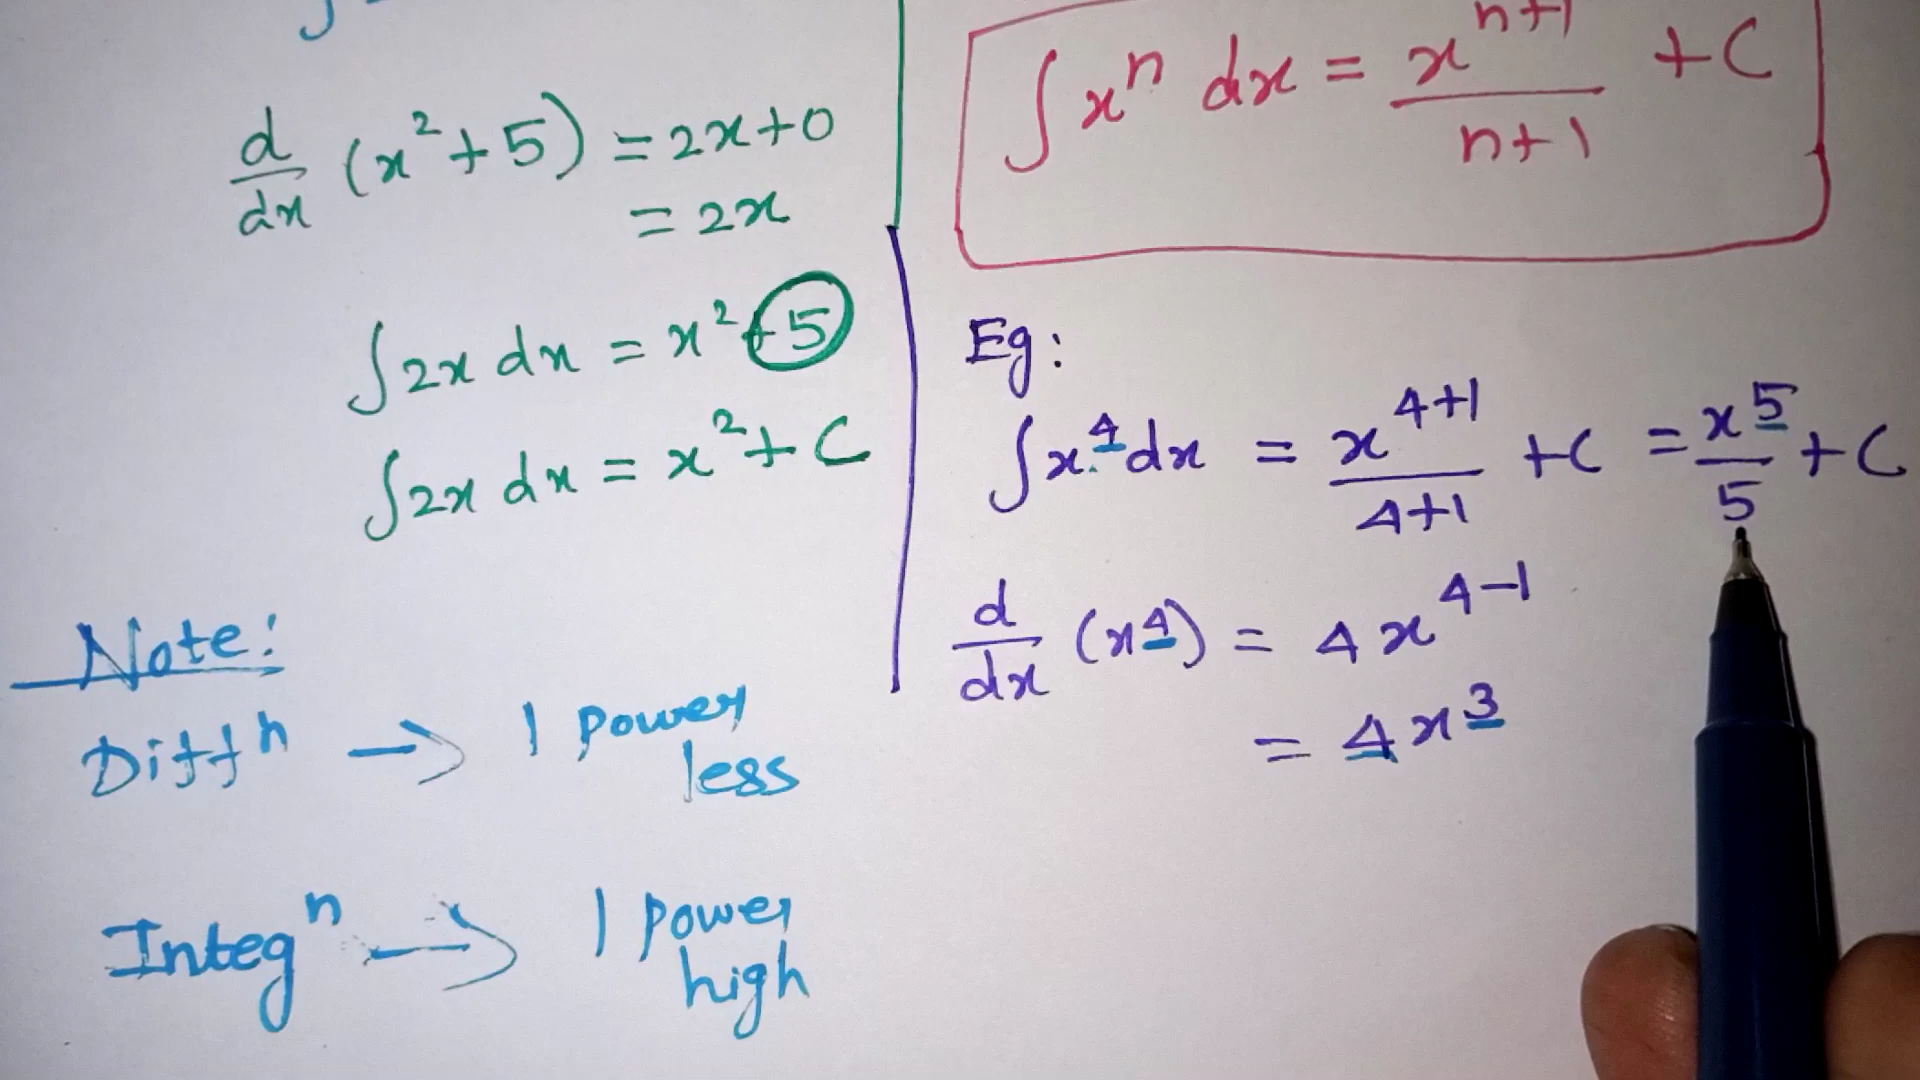 ∫
d/dx (x²+5) = 2x+0
= 2x
∫2x dx = x²+5
∫2x dx = x²+C
Note:
Diffⁿ → 1 Power
less
Integⁿ → 1 Power
high
∫xⁿ dx = xⁿ⁺¹/n+1 +C
Eg:
∫x⁴dx = x⁴⁺¹/4+1 +C = x⁵/5 +C
d/dx (x⁴) = 4x⁴⁻¹
= 4x³